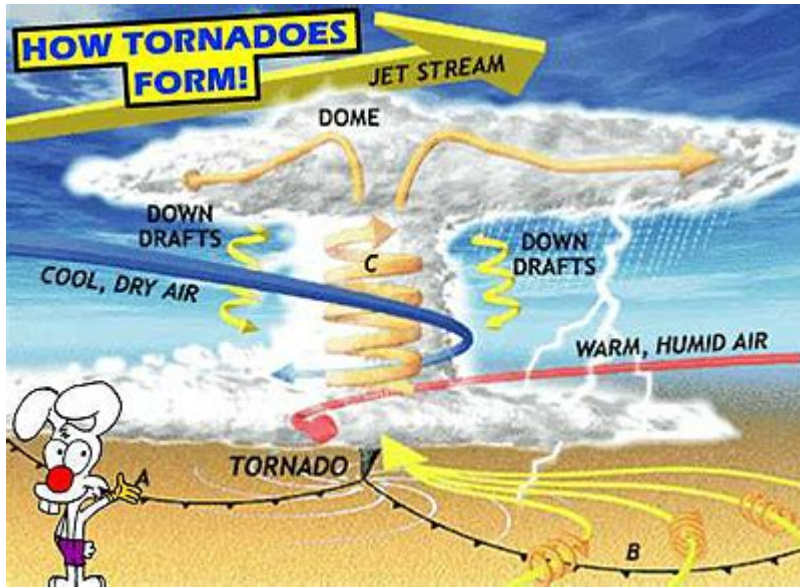 HOW TORNADOES
FORM!
JET STREAM
DOME
DOWN
DRAFTS
DOWN
DRAFTS
C
COOL, DRY AIR
WARM, HUMID AIR
TORNADO
A
B